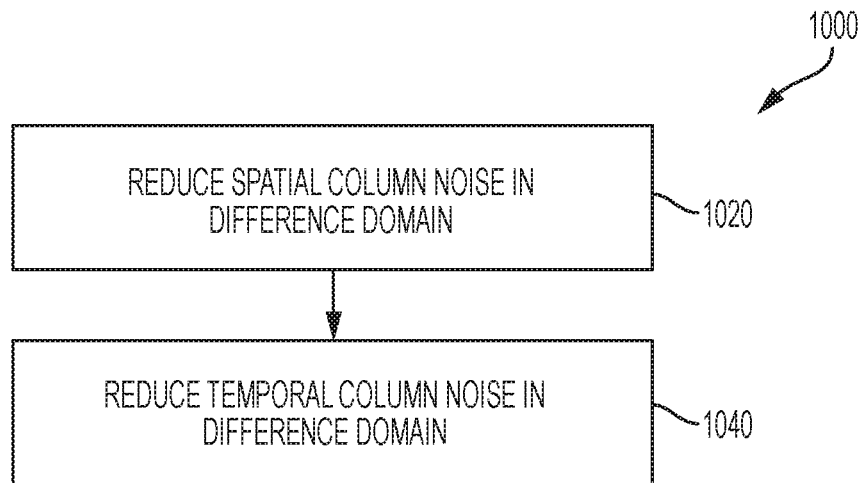 1000
REDUCE SPATIAL COLUMN NOISE IN
DIFFERENCE DOMAIN
1020
REDUCE TEMPORAL COLUMN NOISE IN
DIFFERENCE DOMAIN
1040